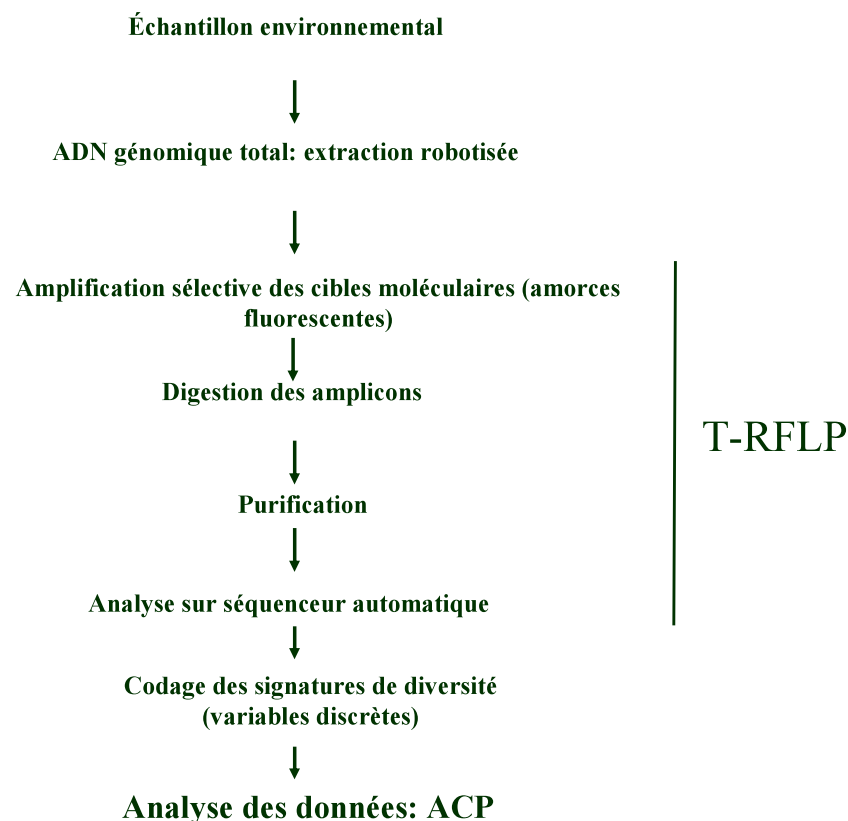 Échantillon environnemental
ADN génomique total: extraction robotisée
Amplification sélective des cibles moléculaires (amorces
fluorescentes)
Digestion des amplicons
T-RFLP
Purification
Analyse sur séquenceur automatique
Codage des signatures de diversité
(variables discrètes)
Analyse des données: ACP